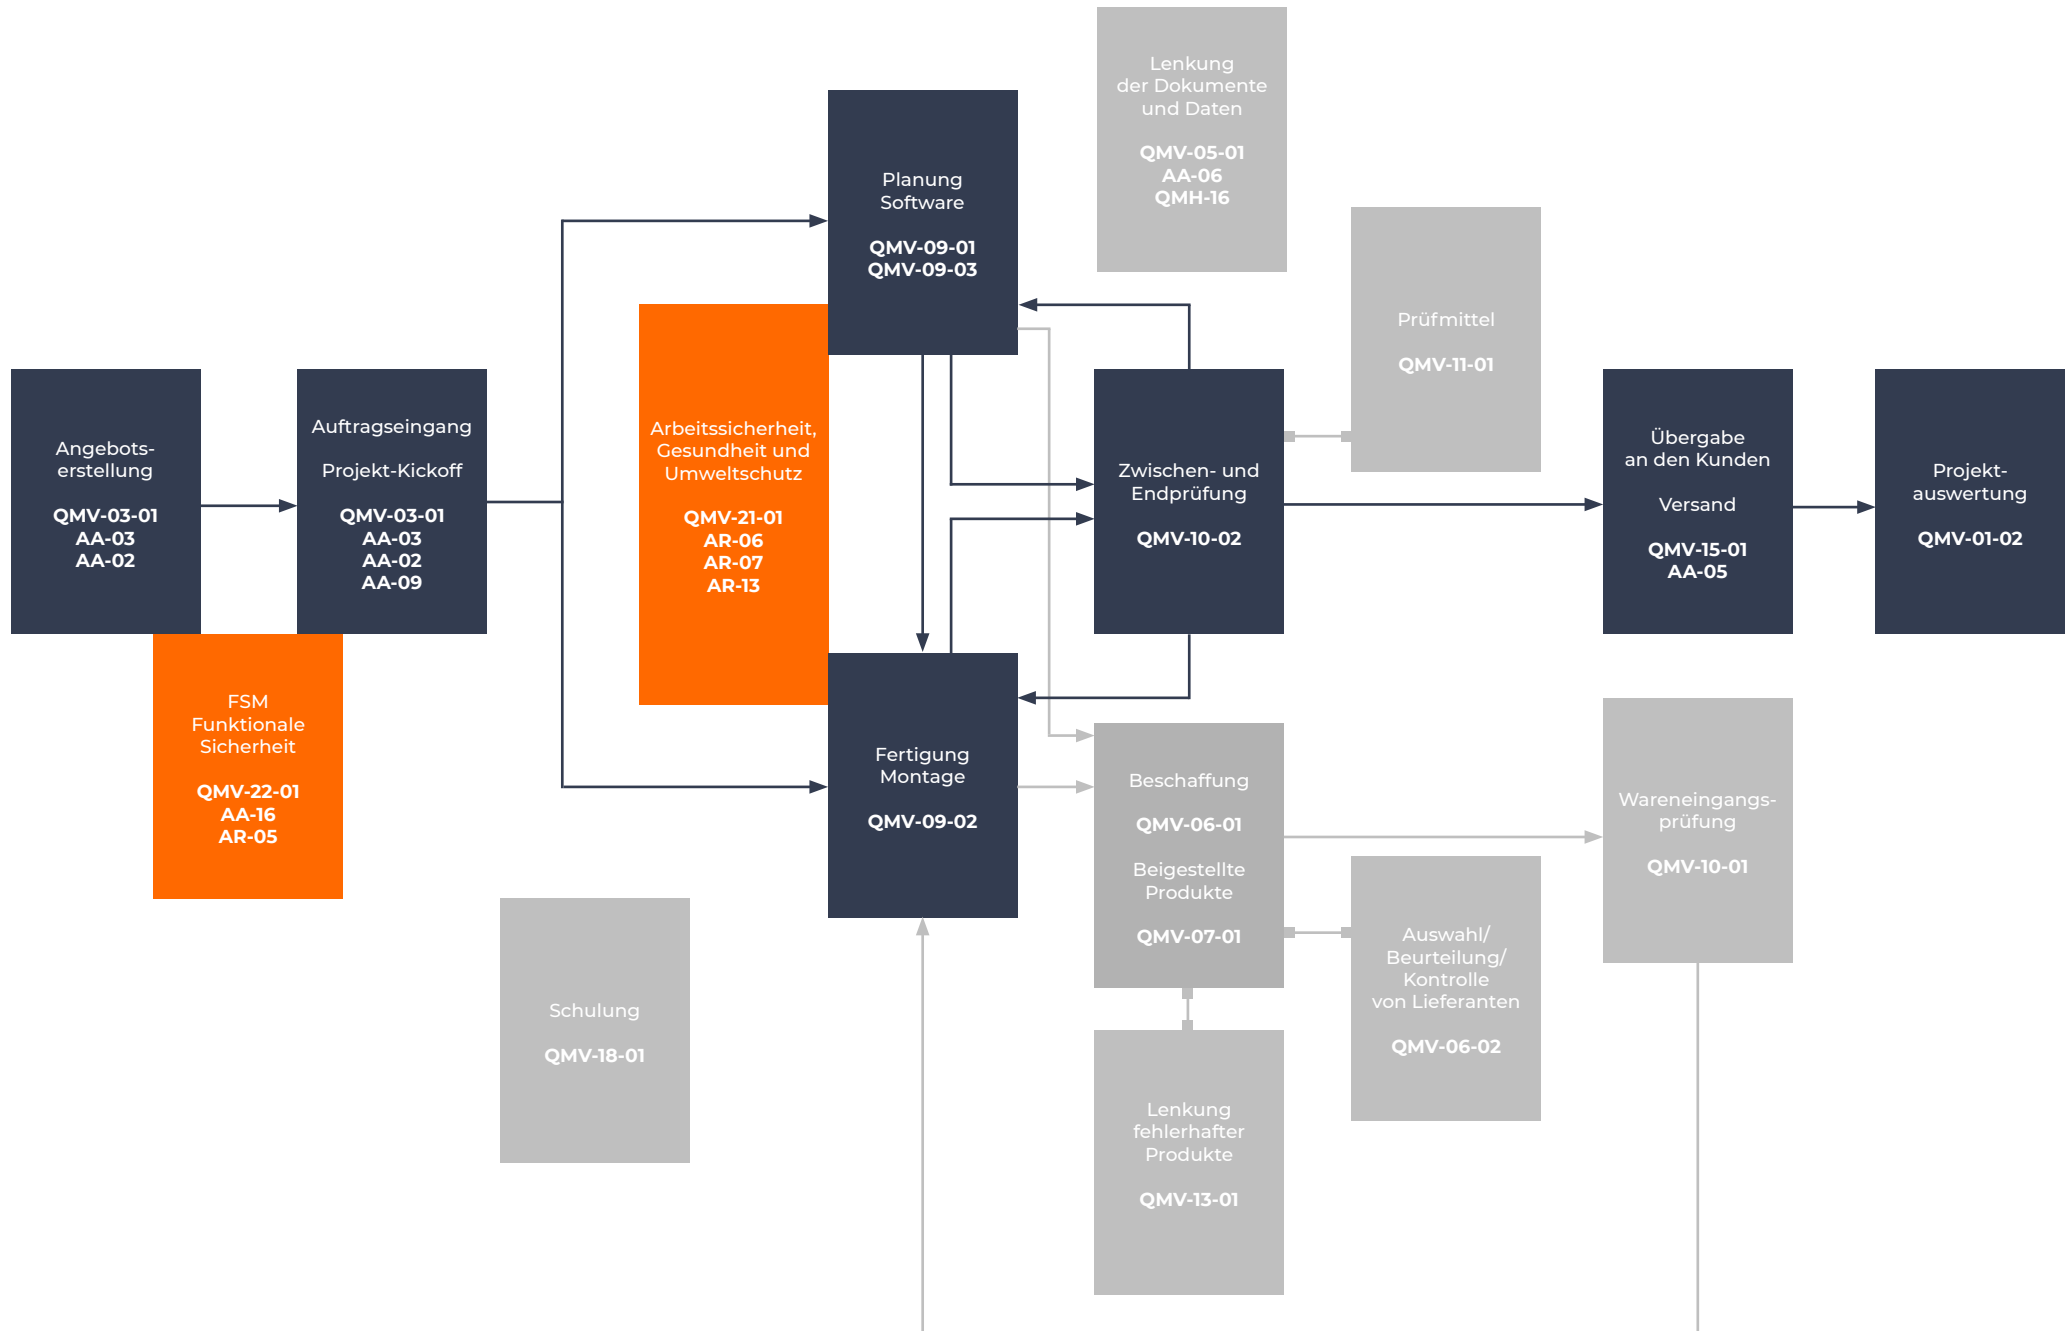 Lenkung
der Dokumente
und Daten
QMV-05-01
AA-06
QMH-16
Planung
Software
QMV-09-01
QMV-09-03
Prüfmittel
QMV-11-01
Angebots-
erstellung
QMV-03-01
AA-03
AA-02
Auftragseingang
Projekt-Kickoff
QMV-03-01
AA-03
AA-02
AA-09
Arbeitssicherheit,
Gesundheit und
Umweltschutz
QMV-21-01
AR-06
AR-07
AR-13
Zwischen- und
Endprüfung
QMV-10-02
Übergabe
an den Kunden
Versand
QMV-15-01
AA-05
Projekt-
auswertung
QMV-01-02
FSM
Funktionale
Sicherheit
QMV-22-01
AA-16
AR-05
Fertigung
Montage
QMV-09-02
Beschaffung
QMV-06-01
Beigestellte
Produkte
QMV-07-01
Wareneingangs-
prüfung
QMV-10-01
Auswahl/
Beurteilung/
Kontrolle
von Lieferanten
QMV-06-02
Schulung
QMV-18-01
Lenkung
fehlerhafter
Produkte
QMV-13-01